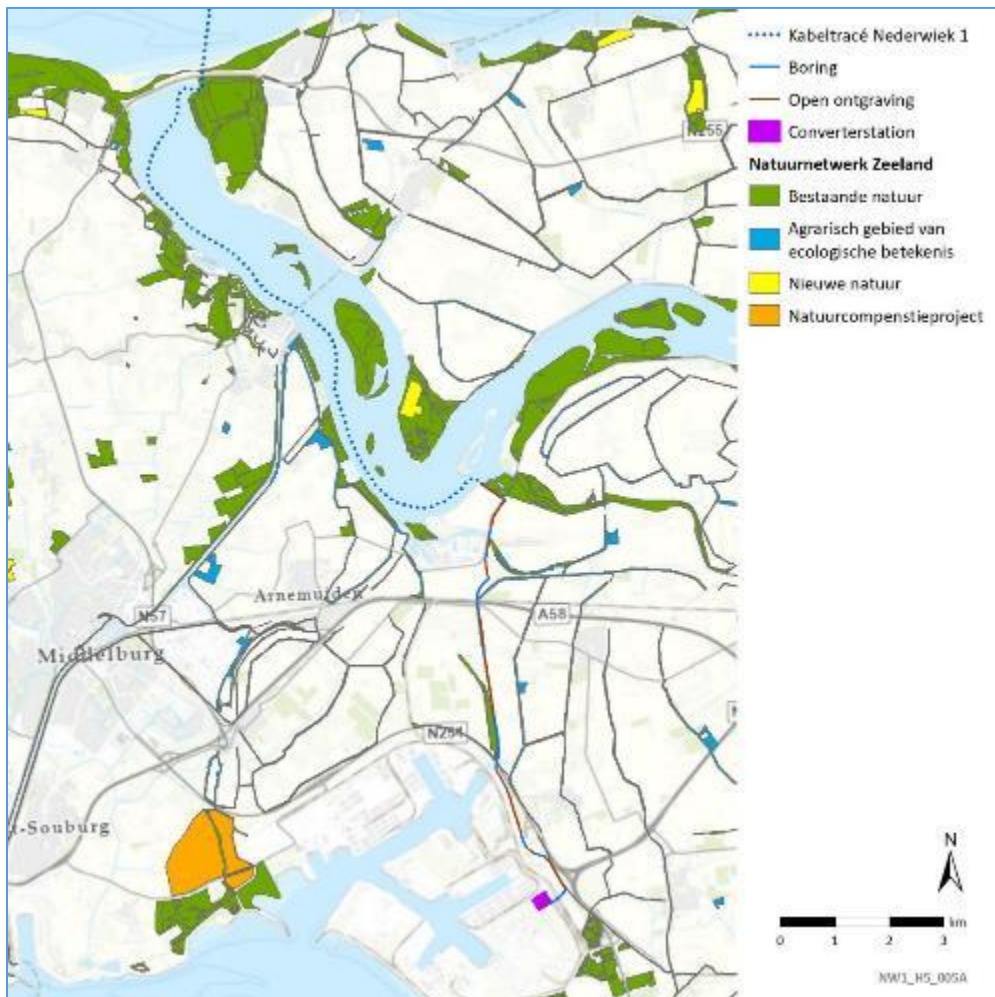 Kabeltracé Nederwiek 1
Boring
Open ontgraving
Converterstation
Natuurnetwerk Zeeland
Bestaande natuur
Agrarisch gebied van
ecologische betekenis
Nieuwe natuur
Natuurcompenstieproject
N255
Arnemuiden
N57
A58
Middelburg
N254
t-Souburg
N
km
0 1 2 3
NW1_H5_005A